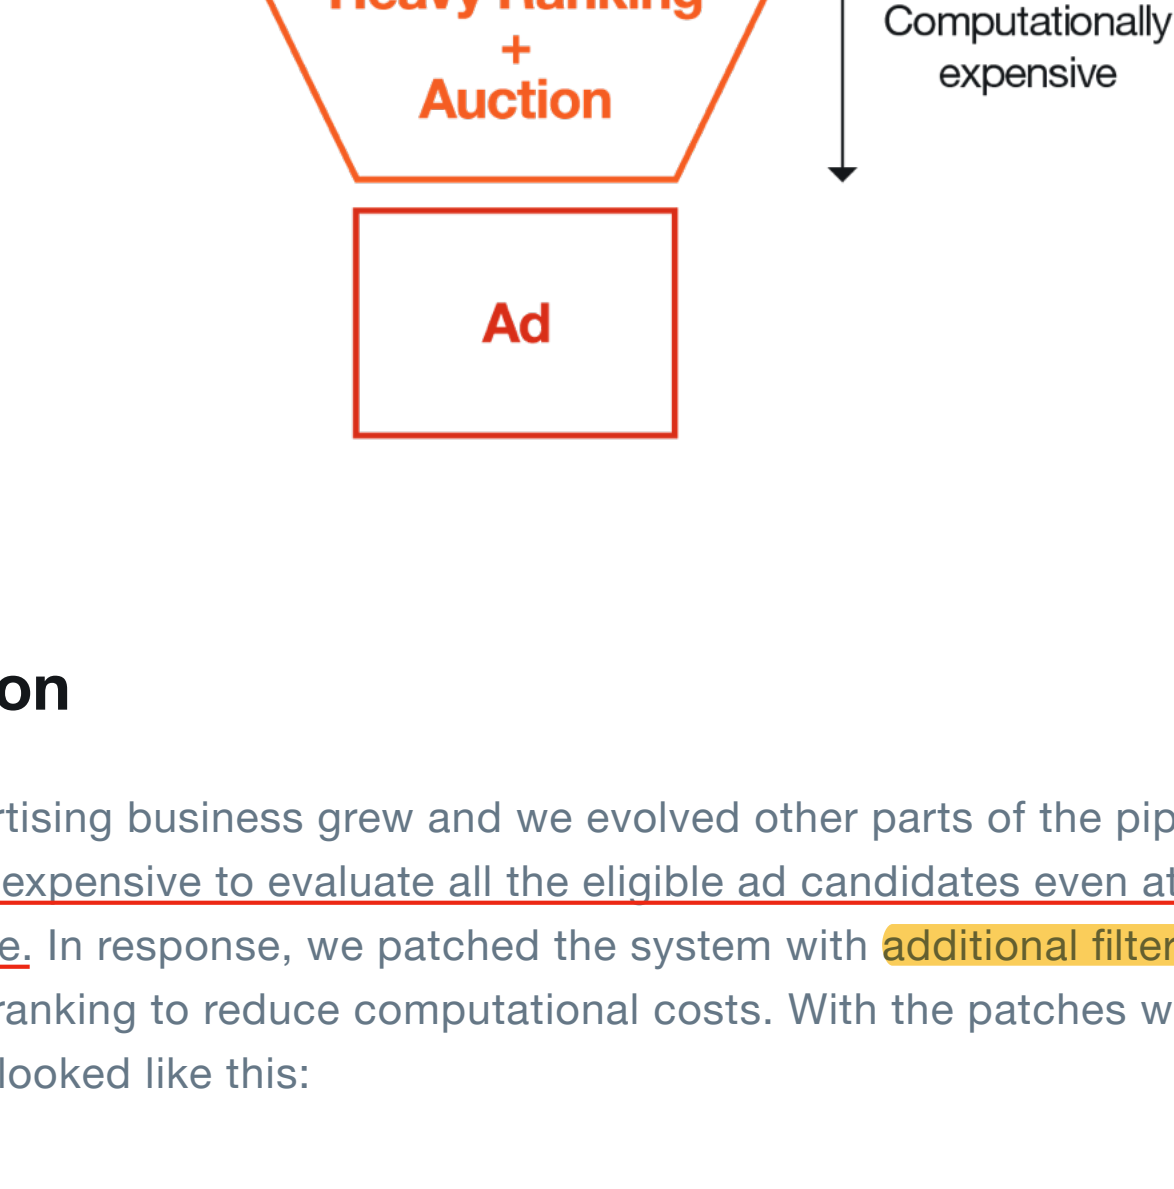 Heavy Ranking
+
Auction
Computationally
expensive
Ad
on
rtising business grew and we evolved other parts of the pip
expensive to evaluate all the eligible ad candidates even at
e. In response, we patched the system with additional filter
ranking to reduce computational costs. With the patches w
looked like this: